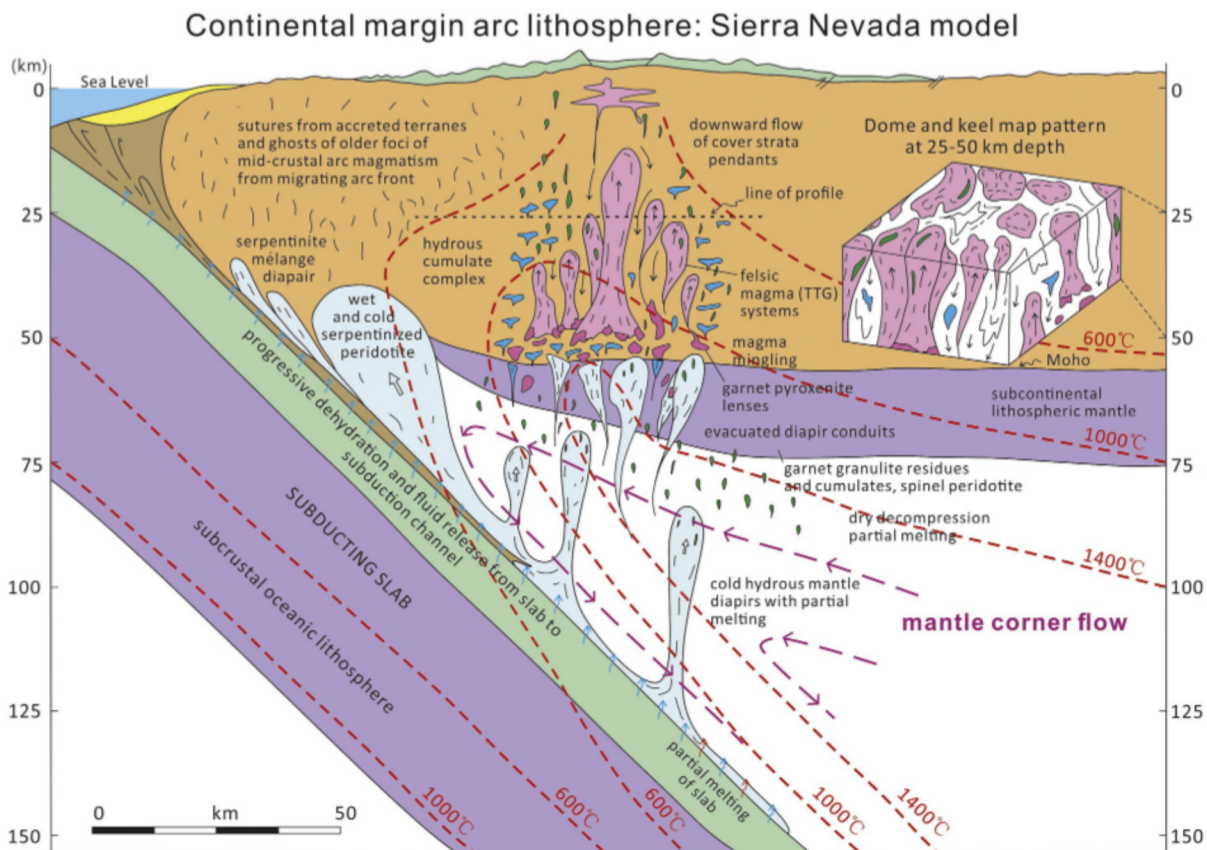 Continental margin arc lithosphere: Sierra Nevada model
(km)
Sea Level
0
25
50
75
100
125
150
0
25
50
75
100
125
150
sutures from accreted terranes
and ghosts of older foci of
mid-crustal arc magmatism
from migrating arc front
downward flow
of cover strata
pendants
line of profile
Dome and keel map pattern
at 25-50 km depth
serpentinite
mélange
diapair
hydrous
cumulate
complex
felsic
magma (TTG)
systems
wet
and cold
serpentinized
peridotite
magma
mingling
Moho
600℃
garnet pyroxenite
lenses
subcontinental
lithospheric mantle
1000℃
evacuated diapir conduits
garnet granulite residues
and cumulates, spinel peridotite
dry decompression
partial melting
1400℃
progressive dehydration and fluid release from slab to
subduction channel
SUBDUCTING SLAB
subcrustal oceanic lithosphere
cold hydrous mantle
diapirs with partial
melting
mantle corner flow
partial melting
of slab
0 km 50
1000℃
600℃
600℃
1000℃
1400℃